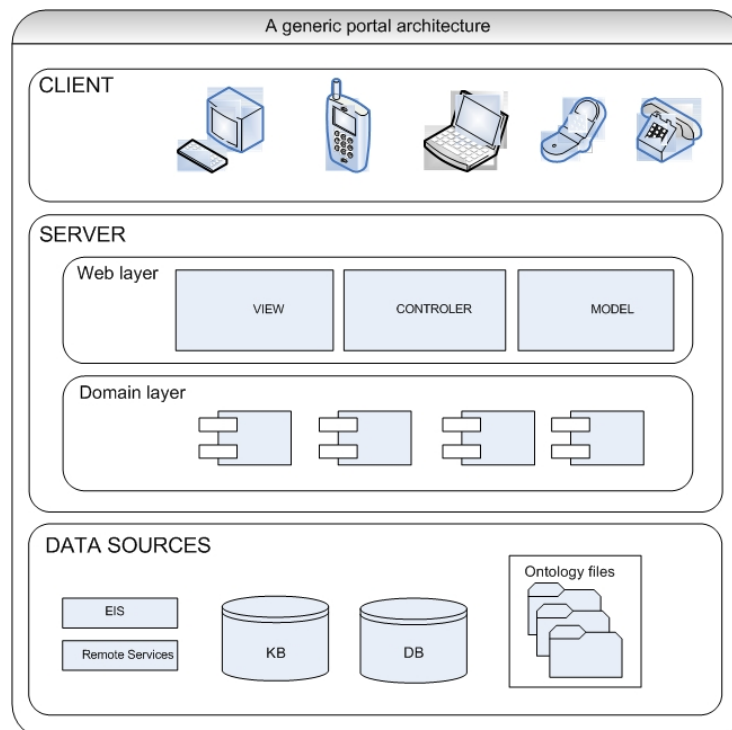 A generic portal architecture
CLIENT
SERVER
Web layer
VIEW
CONTROLER
MODEL
Domain layer
DATA SOURCES
EIS
Remote Services
KB
DB
Ontology files